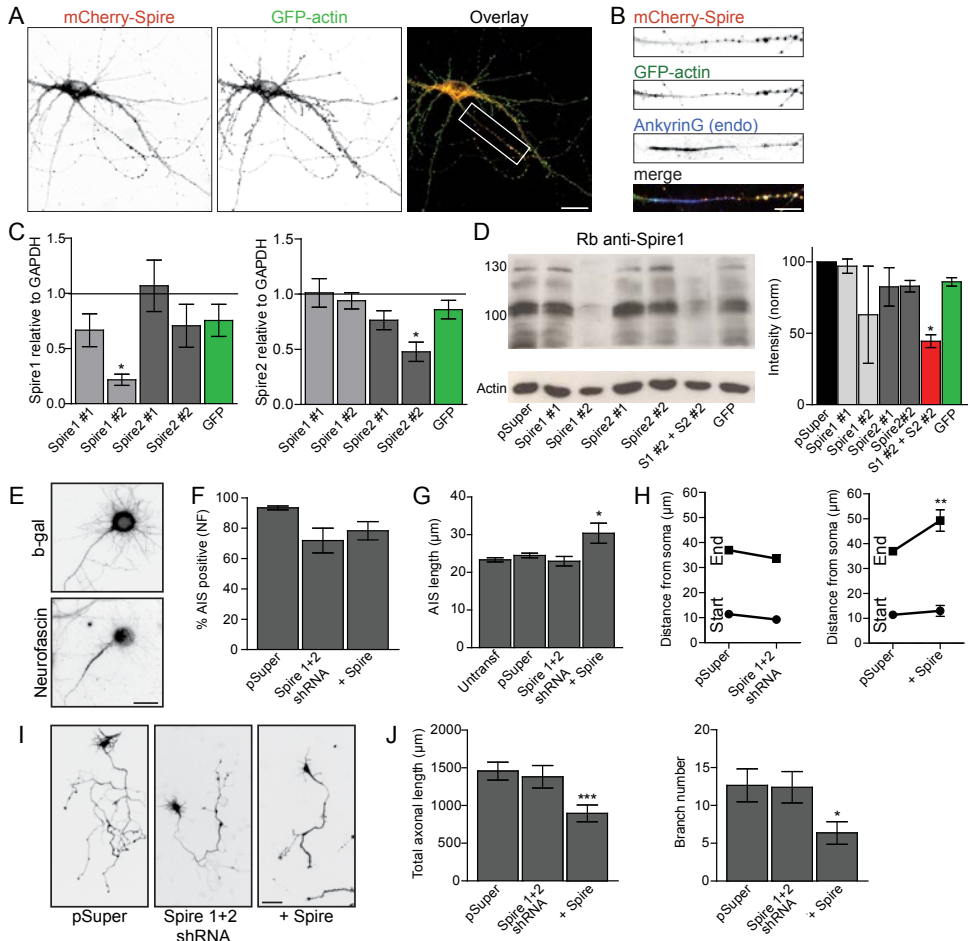 A
mCherry-Spire
GFP-actin
Overlay
B
mCherry-Spire
GFP-actin
AnkyrinG (endo)
merge
C
Spire1 relative to GAPDH
1.5
1.0
0.5
0.0
*
Spire1 #1
Spire1 #2
Spire2 #1
Spire2 #2
GFP
Spire2 relative to GAPDH
1.5
1.0
0.5
0.0
*
Spire1 #1
Spire1 #2
Spire2 #1
Spire2 #2
GFP
D
Rb anti-Spire1
130
100
Actin
pSuper
Spire1 #1
Spire1 #2
Spire2 #1
Spire2 #2
S1 #2 + S2 #2
GFP
Intensity (norm)
100
50
0
*
pSuper
Spire1 #1
Spire1 #2
Spire2 #1
Spire2#2
S1 #2 + S2 #2
GFP
E
b-gal
Neurofascin
F
% AIS positive (NF)
100
80
60
40
20
0
pSuper
Spire 1+2
shRNA
+ Spire
G
AIS length (µm)
40
30
20
10
0
*
Untransf
pSuper
Spire 1+2
shRNA
+ Spire
H
Distance from soma (µm)
60
50
40
30
20
10
0
End
Start
pSuper
Spire 1+2
shRNA
Distance from soma (µm)
60
50
40
30
20
10
0
End
Start
**
pSuper
+ Spire
I
pSuper
Spire 1+2
shRNA
+ Spire
J
Total axonal length (µm)
2000
1500
1000
500
0
***
pSuper
Spire 1+2
shRNA
+ Spire
Branch number
20
15
10
5
0
*
pSuper
Spire 1+2
shRNA
+ Spire